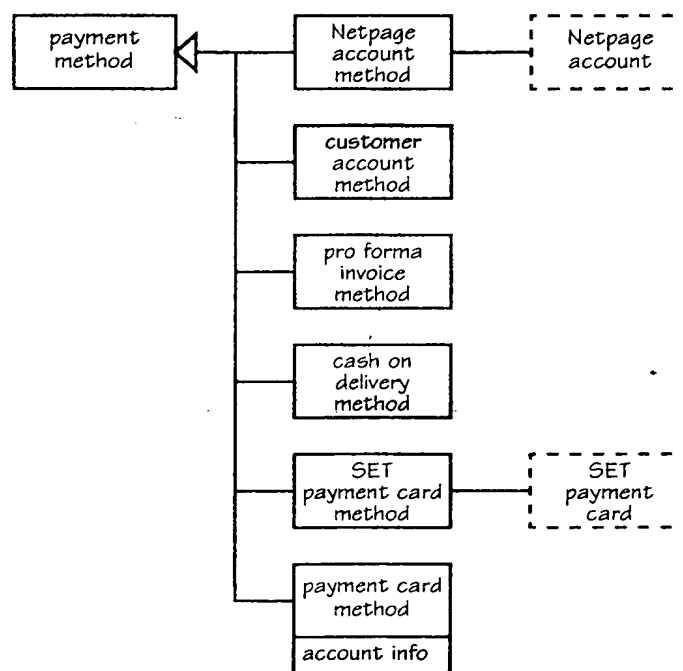 payment
method
Netpage
account
method
Netpage
account
customer
account
method
pro forma
invoice
method
cash on
delivery
method
SET
payment card
method
SET
payment
card
payment card
method
account info